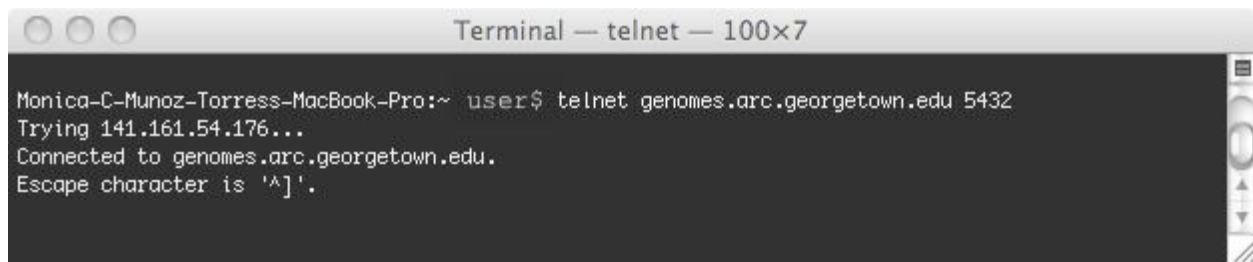 Terminal — telnet — 100×7
Monica-C-Munoz-Torress-MacBook-Pro:~ user$ telnet genomes.arc.georgetown.edu 5432
Trying 141.161.54.176...
Connected to genomes.arc.georgetown.edu.
Escape character is '^]'.